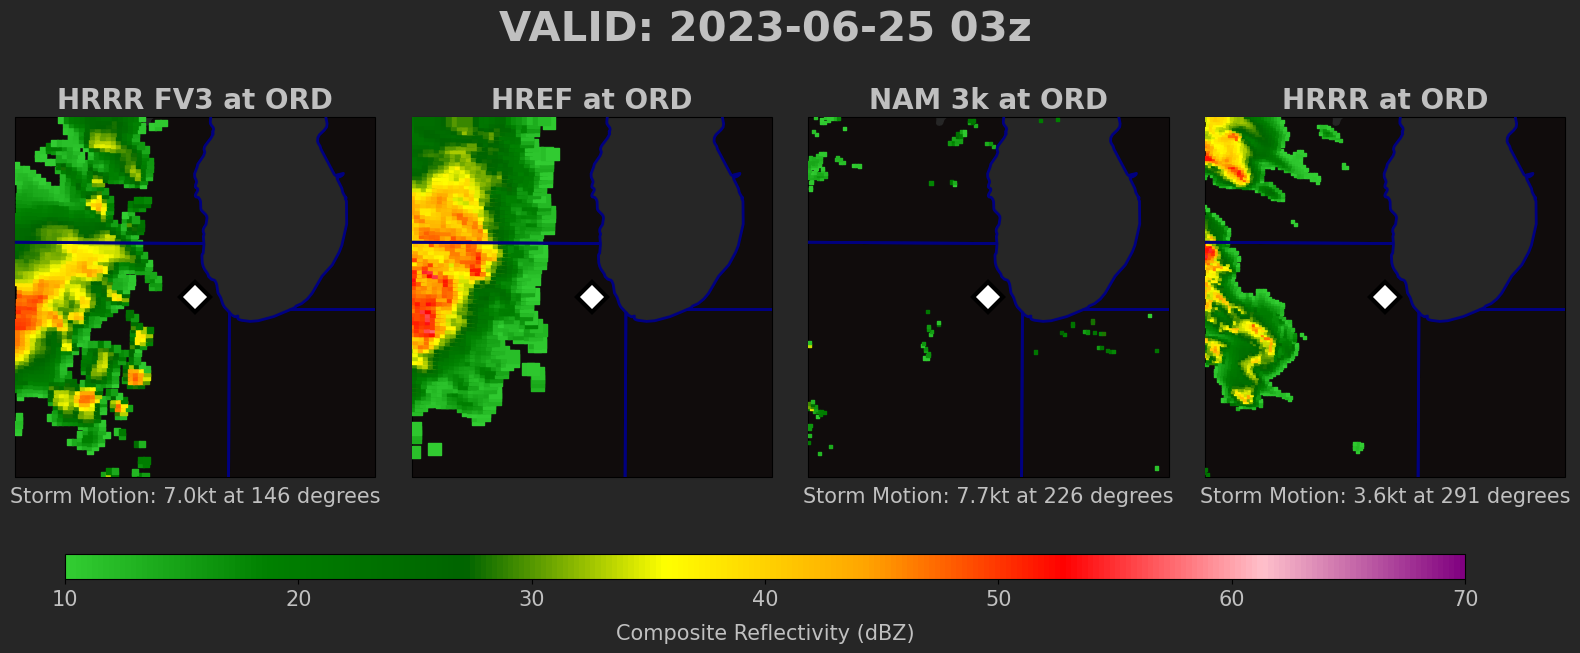 VALID: 2023-06-25 03z
HRRR FV3 at ORD
HREF at ORD
NAM 3k at ORD
HRRR at ORD
Storm Motion: 7.0kt at 146 degrees
Storm Motion: 7.7kt at 226 degrees
Storm Motion: 3.6kt at 291 degrees
10 20 30 40 50 60 70
Composite Reflectivity (dBZ)